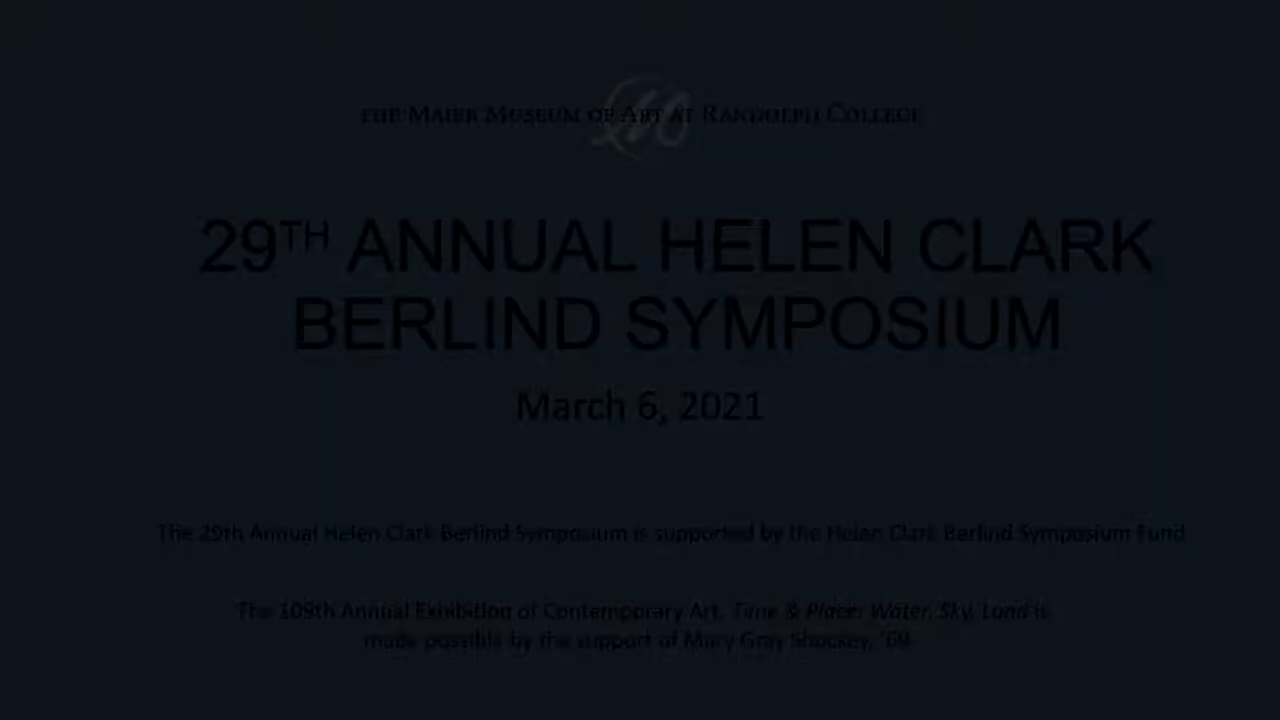 THE MAIER MUSEUM OF ART AT RANDOLPH COLLEGE
29TH ANNUAL HELEN CLARK
BERLIND SYMPOSIUM
March 6, 2021
The 29th Annual Helen Clark Berlind Symposium is supported by the Helen Clark Berlind Symposium Fund
The 109th Annual Exhibition of Contemporary Art, Time & Place: Water, Sky, Land is
made possible by the support of Mary Gray Shockey, '69